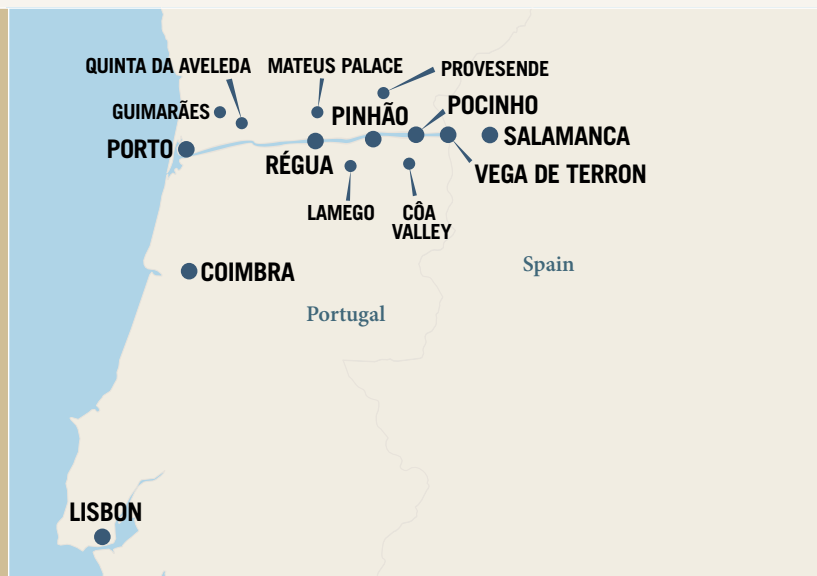 QUINTA DA AVELEDA
MATEUS PALACE
PROVESENDE
GUIMARÃES
PINHÃO
POCINHO
PORTO
RÉGUA
SALAMANCA
VEGA DE TERRON
LAMEGO
CÔA
VALLEY
COIMBRA
Spain
Portugal
LISBON